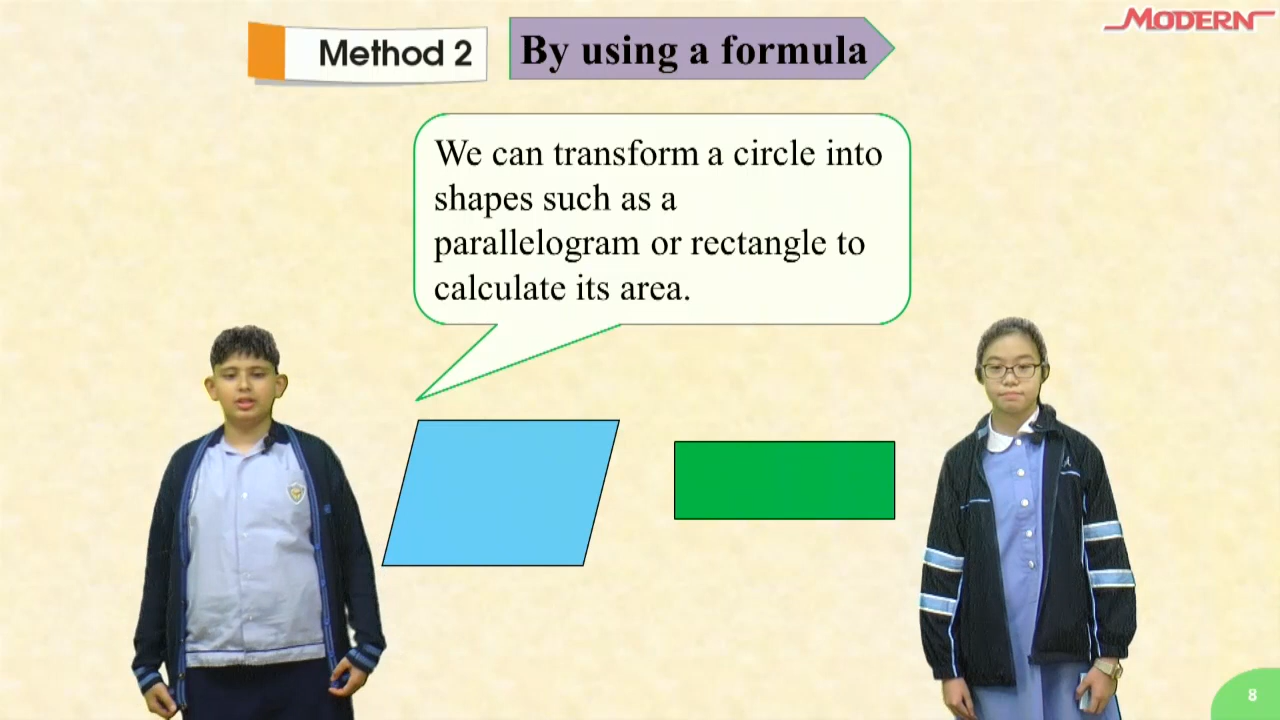 MODERN
Method 2
By using a formula
We can transform a circle into
shapes such as a
parallelogram or rectangle to
calculate its area.
8